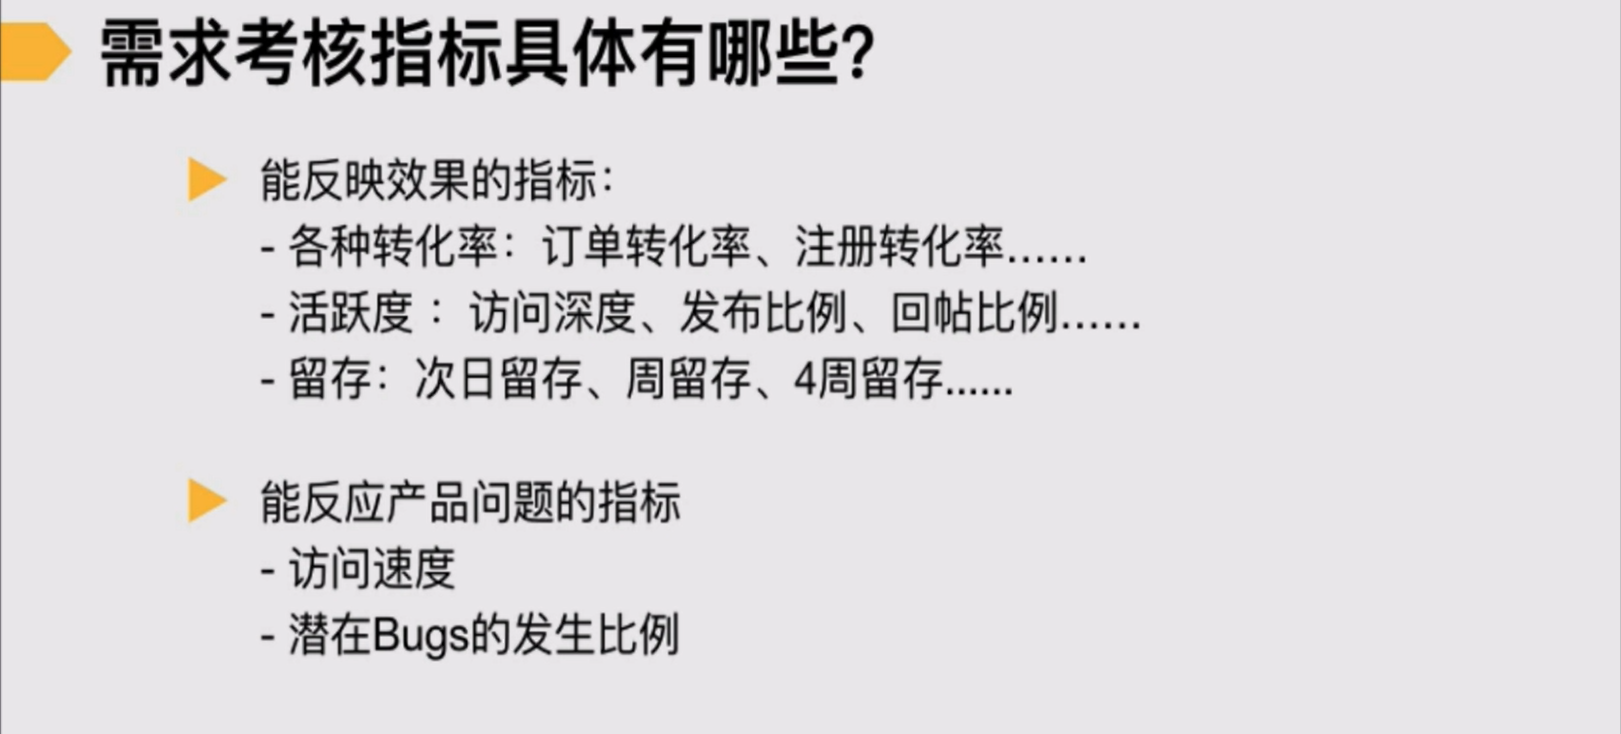 需求考核指标具体有哪些?
能反映效果的指标：
- 各种转化率：订单转化率、注册转化率......
- 活跃度 ：访问深度、发布比例、回帖比例......
- 留存：次日留存、周留存、4周留存......
能反应产品问题的指标
- 访问速度
- 潜在Bugs的发生比例